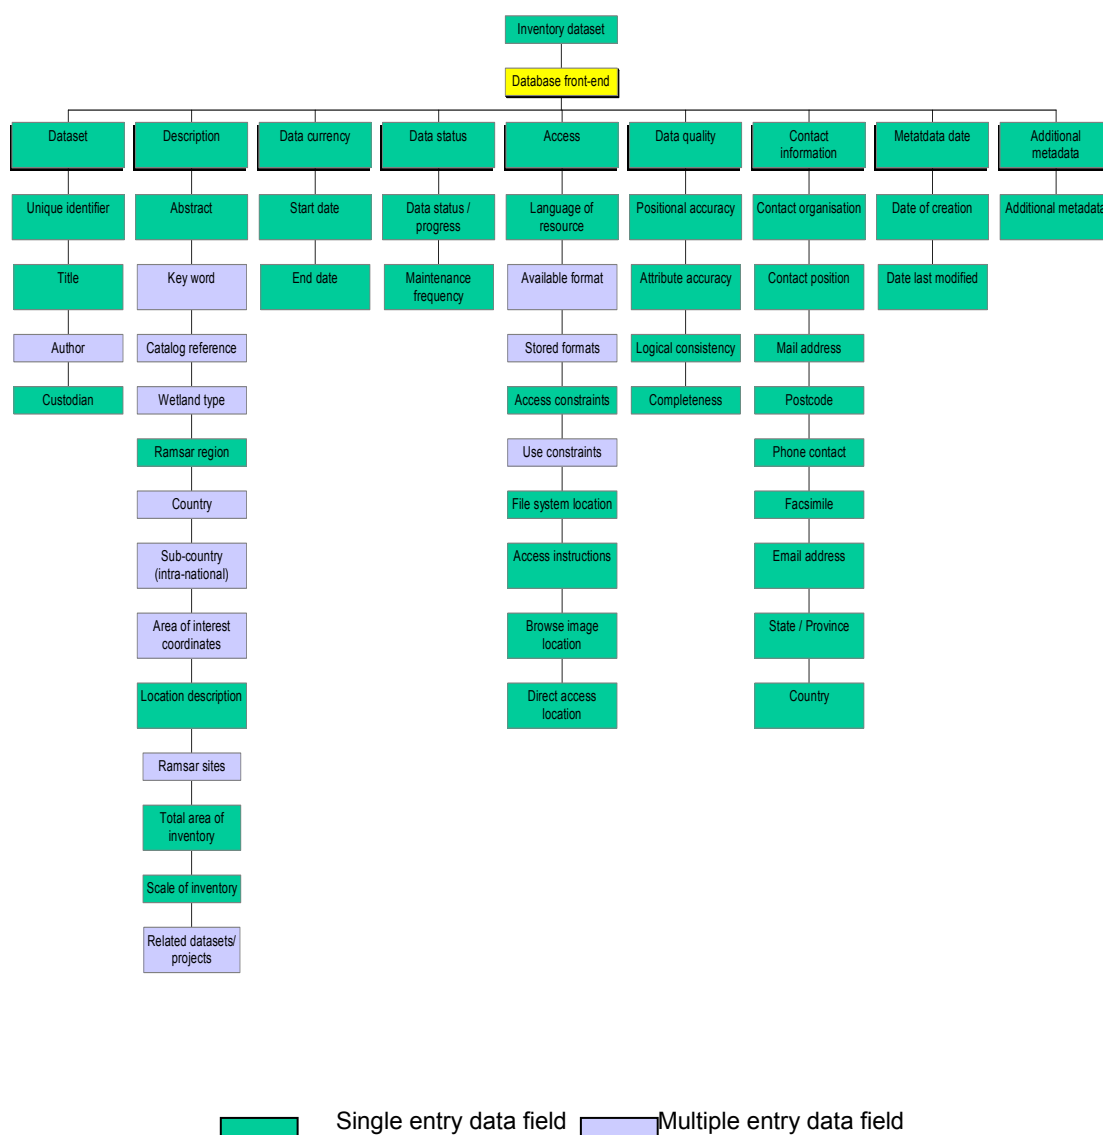 Inventory dataset
Database front-end
Dataset
Description
Data currency
Data status
Access
Data quality
Contact
information
Metatdata date
Additional
metadata
Unique identifier
Abstract
Start date
Data status /
progress
Language of
resource
Positional accuracy
Contact organisation
Date of creation
Additional metadata
Title
Key word
End date
Maintenance
frequency
Available format
Attribute accuracy
Contact position
Date last modified
Author
Catalog reference
Stored formats
Logical consistency
Mail address
Custodian
Wetland type
Access constraints
Completeness
Postcode
Ramsar region
Use constraints
Phone contact
Country
File system location
Facsimile
Sub-country
(intra-national)
Access instructions
Email address
Area of interest
coordinates
Browse image
location
State / Province
Location description
Direct access
location
Country
Ramsar sites
Total area of
inventory
Scale of inventory
Related datasets/
projects
Single entry data field
Multiple entry data field